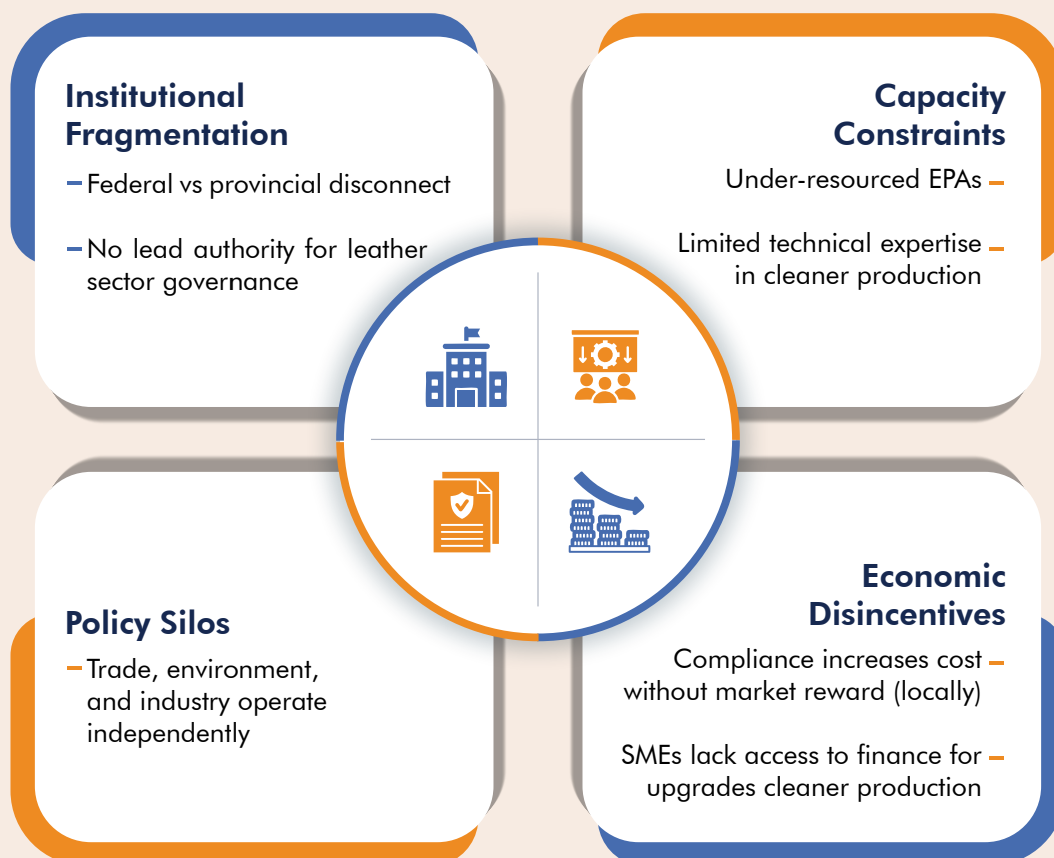 Institutional
Fragmentation
Federal vs provincial disconnect
No lead authority for leather
sector governance
Capacity
Constraints
Under-resourced EPAs
Limited technical expertise
in cleaner production
Policy Silos
Trade, environment,
and industry operate
independently
Economic
Disincentives
Compliance increases cost
without market reward (locally)
SMEs lack access to finance for
upgrades cleaner production